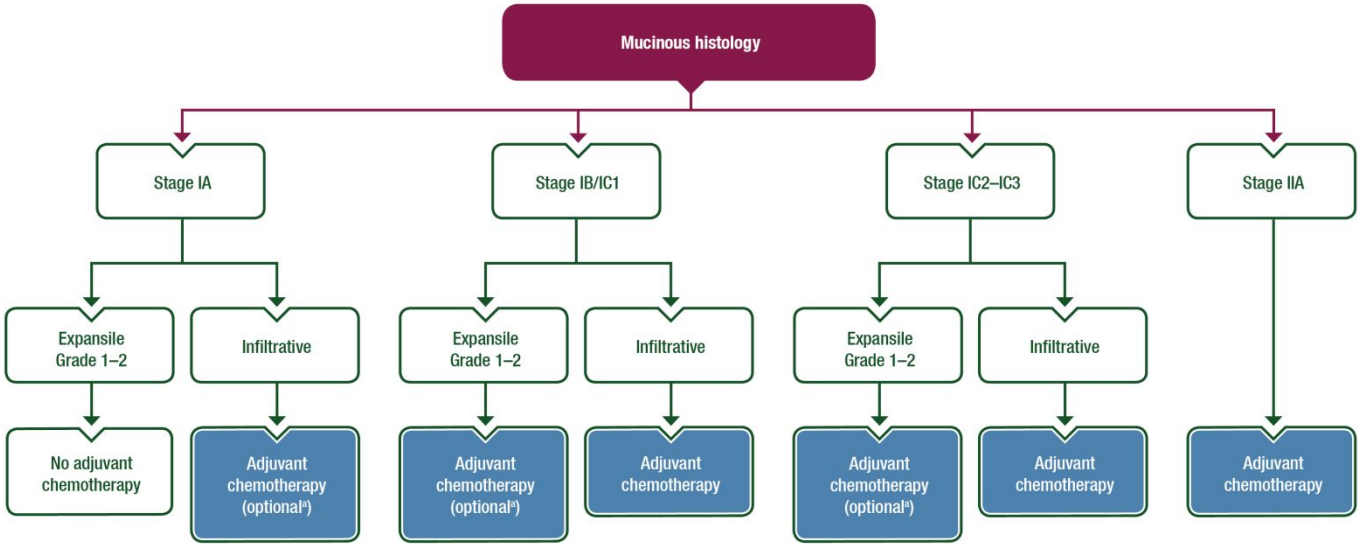 Mucinous histology
Stage IA
Stage IB/IC1
Stage IC2–IC3
Stage IIA
Expansile
Grade 1–2
Infiltrative
Expansile
Grade 1–2
Infiltrative
Expansile
Grade 1–2
Infiltrative
No adjuvant
chemotherapy
Adjuvant
chemotherapy
(optionalᵃ)
Adjuvant
chemotherapy
(optionalᵃ)
Adjuvant
chemotherapy
Adjuvant
chemotherapy
(optionalᵃ)
Adjuvant
chemotherapy
Adjuvant
chemotherapy